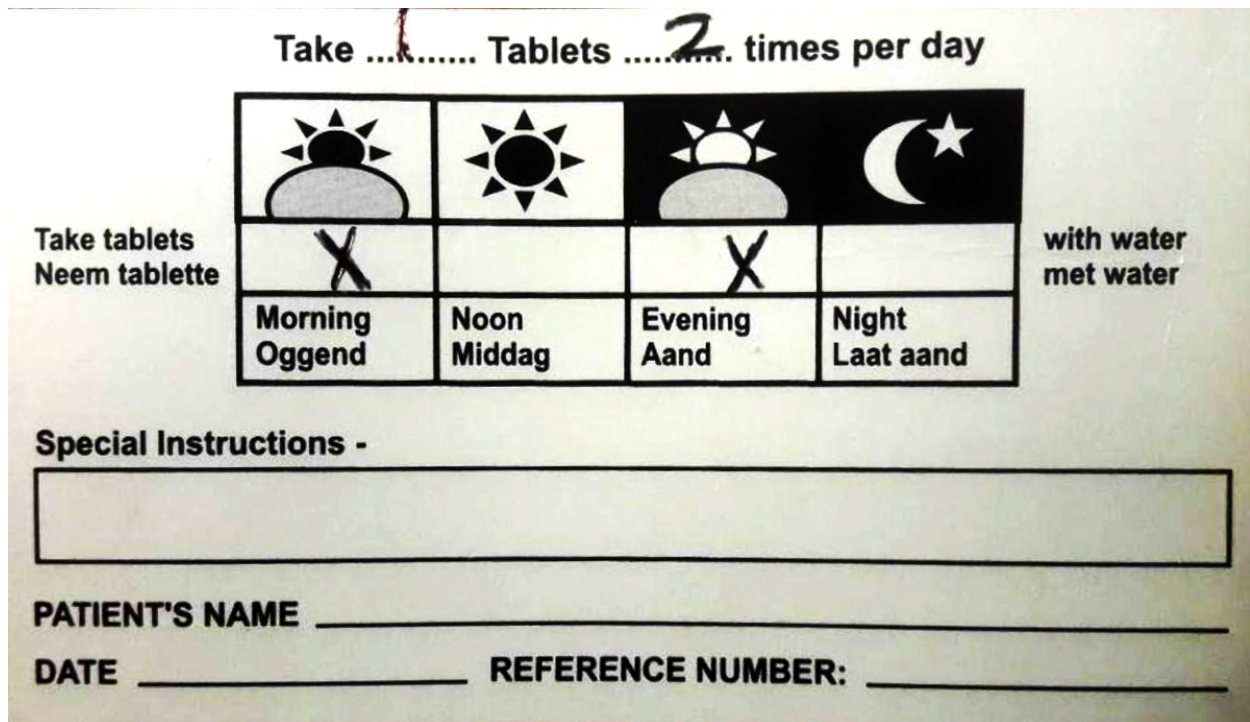 Take ....1....... Tablets .....2..... times per day
Take tablets
Neem tablette
X X
with water
met water
Morning Noon Evening Night
Oggend Middag Aand Laat aand
Special Instructions -
PATIENT'S NAME
DATE REFERENCE NUMBER: